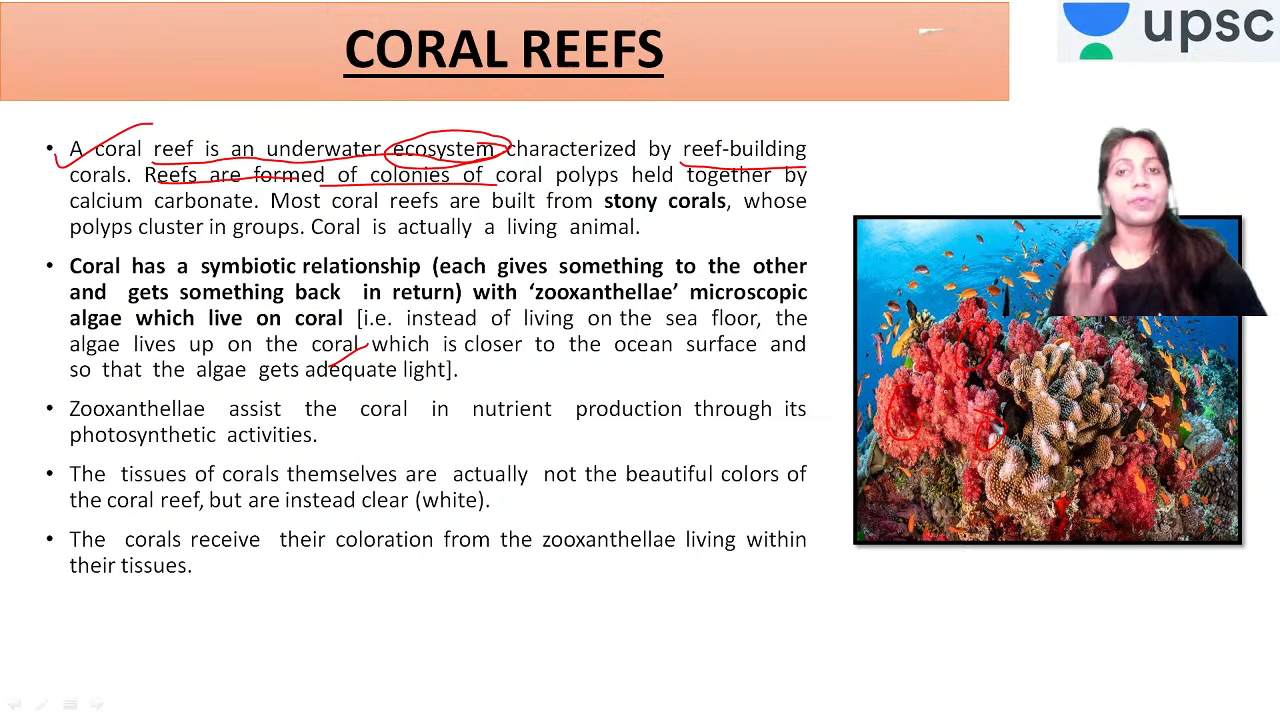 CORAL REEFS
upsc
• A coral reef is an underwater ecosystem characterized by reef-building
corals. Reefs are formed of colonies of coral polyps held together by
calcium carbonate. Most coral reefs are built from stony corals, whose
polyps cluster in groups. Coral is actually a living animal.
• Coral has a symbiotic relationship (each gives something to the other
and gets something back in return) with ‘zooxanthellae’ microscopic
algae which live on coral [i.e. instead of living on the sea floor, the
algae lives up on the coral which is closer to the ocean surface and
so that the algae gets adequate light].
• Zooxanthellae assist the coral in nutrient production through its
photosynthetic activities.
• The tissues of corals themselves are actually not the beautiful colors of
the coral reef, but are instead clear (white).
• The corals receive their coloration from the zooxanthellae living within
their tissues.